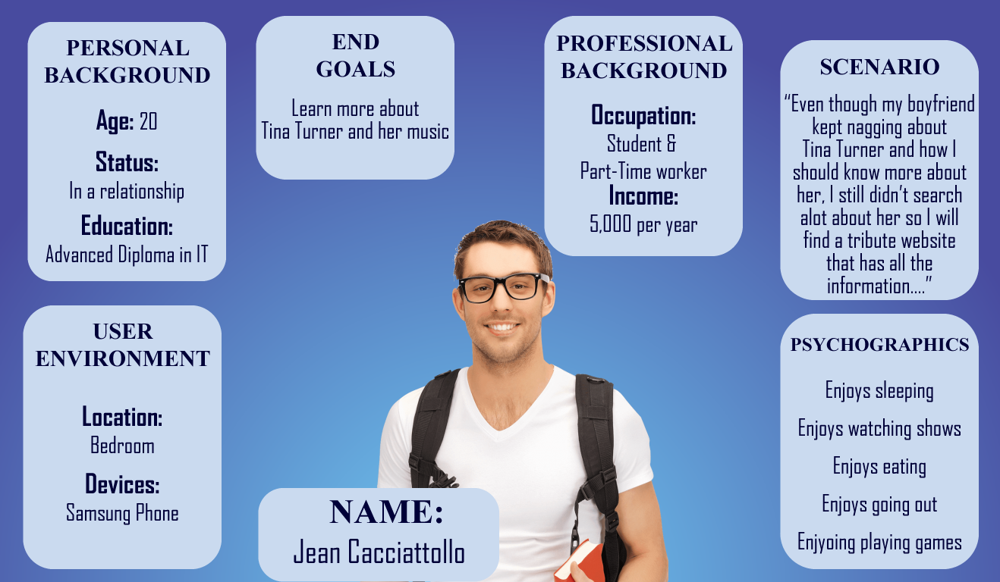 PERSONAL
BACKGROUND
Age: 20
Status:
In a relationship
Education:
Advanced Diploma in IT
END
GOALS
Learn more about
Tina Turner and her music
PROFESSIONAL
BACKGROUND
Occupation:
Student &
Part-Time worker
Income:
5,000 per year
SCENARIO
“Even though my boyfriend
kept nagging about
Tina Turner and how I
should know more about
her, I still didn’t search
alot about her so I will
find a tribute website
that has all the
information....”
USER
ENVIRONMENT
Location:
Bedroom
Devices:
Samsung Phone
NAME:
Jean Cacciattollo
PSYCHOGRAPHICS
Enjoys sleeping
Enjoys watching shows
Enjoys eating
Enjoys going out
Enjyoing playing games